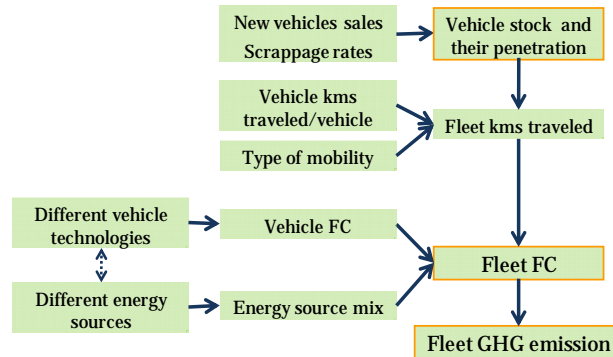 New vehicles sales
Scrappage rates
Vehicle stock and
their penetration
Vehicle kms
traveled/vehicle
Type of mobility
Fleet kms traveled
Different vehicle
technologies
Vehicle FC
Fleet FC
Different energy
sources
Energy source mix
Fleet GHG emission